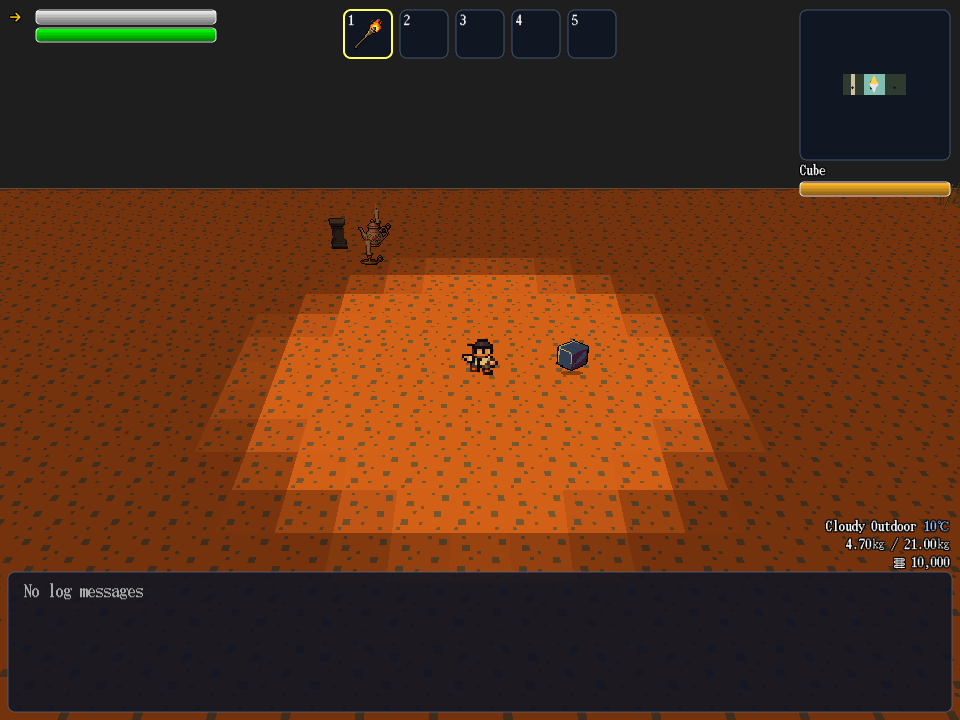 1 2 3 4 5
Cube
Cloudy Outdoor 10℃
4.70kg / 21.00kg
10,000
No log messages